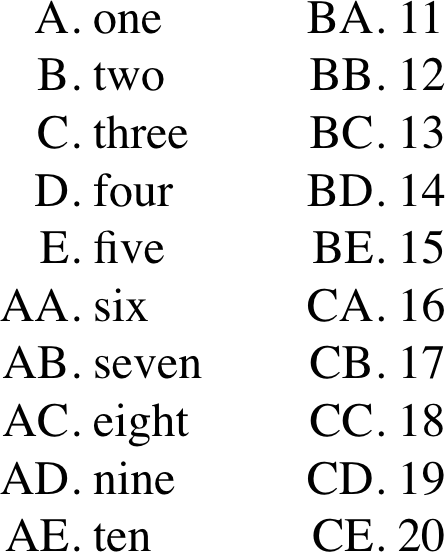 A. one
B. two
C. three
D. four
E. five
AA. six
AB. seven
AC. eight
AD. nine
AE. ten
BA. 11
BB. 12
BC. 13
BD. 14
BE. 15
CA. 16
CB. 17
CC. 18
CD. 19
CE. 20